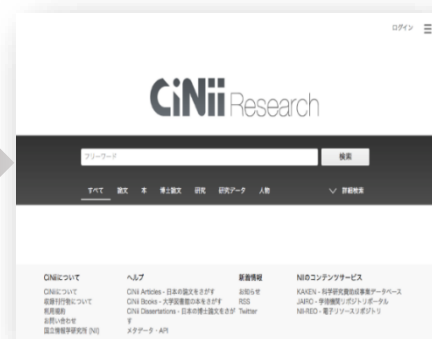 ログイン
CiNii Research
フリーワード
検索
すべて 論文 本 博士論文 研究 研究データ 人物
詳細検索
CiNiiについて
CiNiiについて
収録刊行物について
利用規約
お問い合わせ
国立情報学研究所 (NII)
ヘルプ
CiNii Articles - 日本の論文をさがす
CiNii Books - 大学図書館の本をさがす
CiNii Dissertations - 日本の博士論文をさが
す
メタデータ・API
新着情報
お知らせ
RSS
Twitter
NIIのコンテンツサービス
KAKEN - 科学研究費助成事業データベース
JAIRO - 学術機関リポジトリポータル
NII-REO - 電子リソースリポジトリ